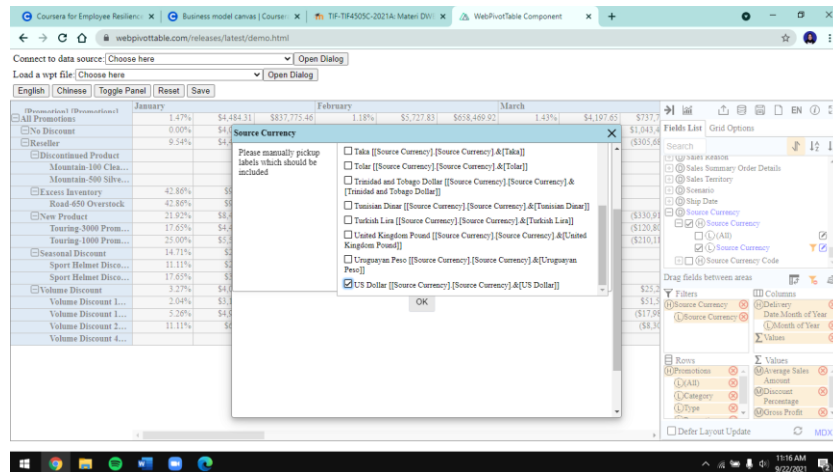 Coursera for Employee Resilienc
Business model canvas | Courser
TIF-TIF4505C-2021A: Materi DW
WebPivotTable Component
webpivottable.com/releases/latest/demo.html
Connect to data source: Choose here Open Dialog
Load a wpt file: Choose here Open Dialog
English Chinese Toggle Panel Reset Save
[Promotion].[Promotions] January February March
All Promotions 1.47% $4,484.31 $837,775.46 1.18% $5,727.83 $658,469.92 1.43% $4,197.65 $737,7
No Discount 0.00%
Reseller 9.54%
Discontinued Product
Mountain-100 Clea...
Mountain-500 Silve...
Excess Inventory 42.86%
Road-650 Overstock 42.86%
New Product 21.92%
Touring-3000 Prom... 17.65%
Touring-1000 Prom... 25.00%
Seasonal Discount 14.71%
Sport Helmet Disco... 11.11%
Sport Helmet Disco... 17.65%
Volume Discount 3.27%
Volume Discount 1... 2.04%
Volume Discount 2... 5.26%
Volume Discount 3... 11.11%
Volume Discount 4...
Source Currency
Please manually pickup
labels which should be
included
Taka [[Source Currency].[Source Currency].&[Taka]]
Tolar [[Source Currency].[Source Currency].&[Tolar]]
Trinidad and Tobago Dollar [[Source Currency].[Source Currency].&
[Trinidad and Tobago Dollar]]
Tunisian Dinar [[Source Currency].[Source Currency].&[Tunisian Dinar]]
Turkish Lira [[Source Currency].[Source Currency].&[Turkish Lira]]
United Kingdom Pound [[Source Currency].[Source Currency].&[United
Kingdom Pound]]
Uruguayan Peso [[Source Currency].[Source Currency].&[Uruguayan
Peso]]
US Dollar [[Source Currency].[Source Currency].&[US Dollar]]
OK
EN
Fields List Grid Options
Search
Sales Reason
Sales Summary Order Details
Sales Territory
Scenario
Ship Date
Source Currency
Source Currency
(All)
Source Currency
Source Currency Code
Drag fields between areas
Filters
Source Currency
Source Currency
Columns
Delivery
Date.Month of Year
Month of Year
Values
Rows
Promotions
(All)
Category
Type
Values
Average Sales
Amount
Discount
Percentage
Gross Profit
Defer Layout Update MDX
11:16 AM
9/22/2021